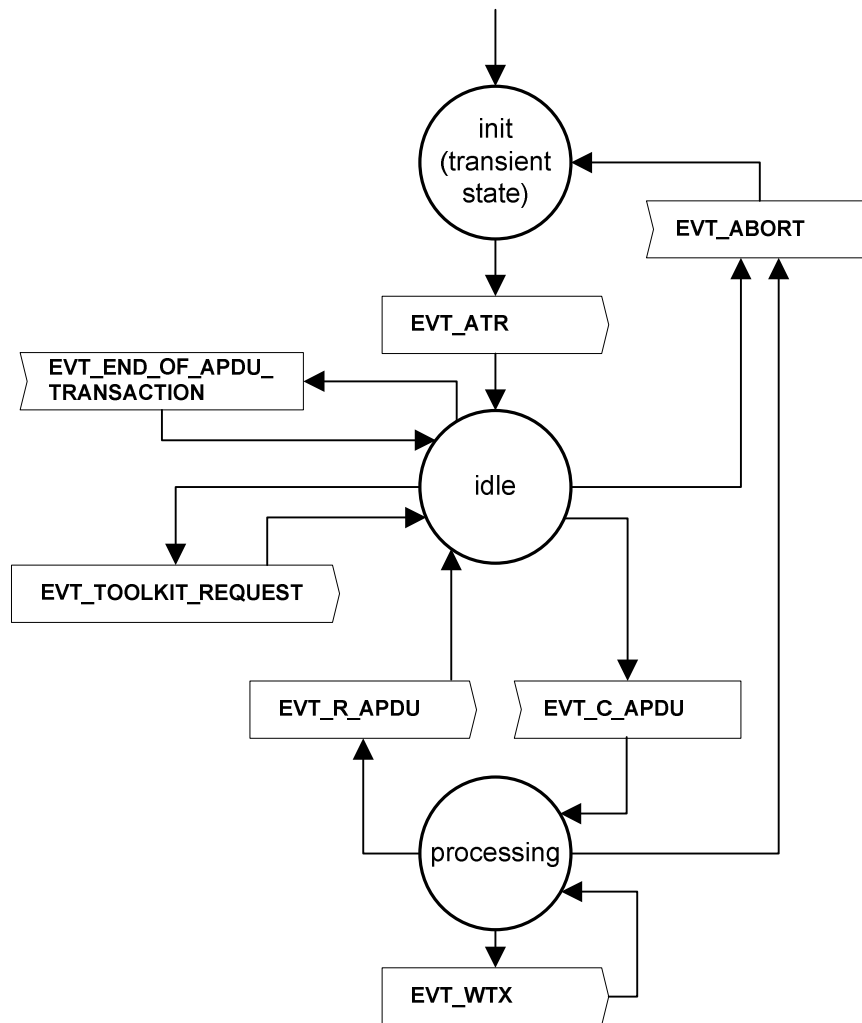 init
(transient
state)
EVT_ABORT
EVT_ATR
EVT_END_OF_APDU_
TRANSACTION
idle
EVT_TOOLKIT_REQUEST
EVT_R_APDU
EVT_C_APDU
processing
EVT_WTX